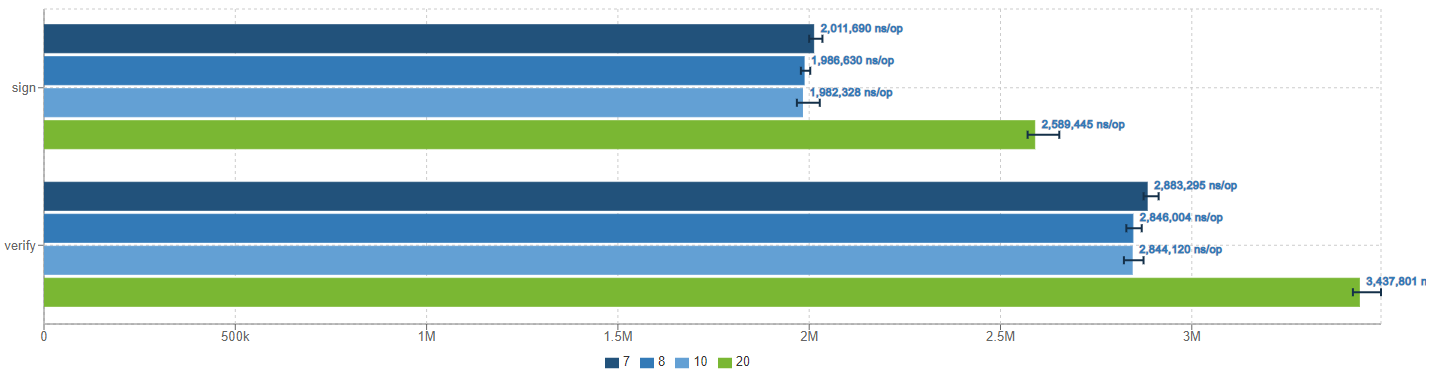 2,011,690 ns/op
1,986,630 ns/op
sign
1,982,328 ns/op
2,589,445 ns/op
2,883,295 ns/op
2,846,004 ns/op
verify
2,844,120 ns/op
3,437,801 n
0 500k 1M 1.5M 2M 2.5M 3M
7 8 10 20